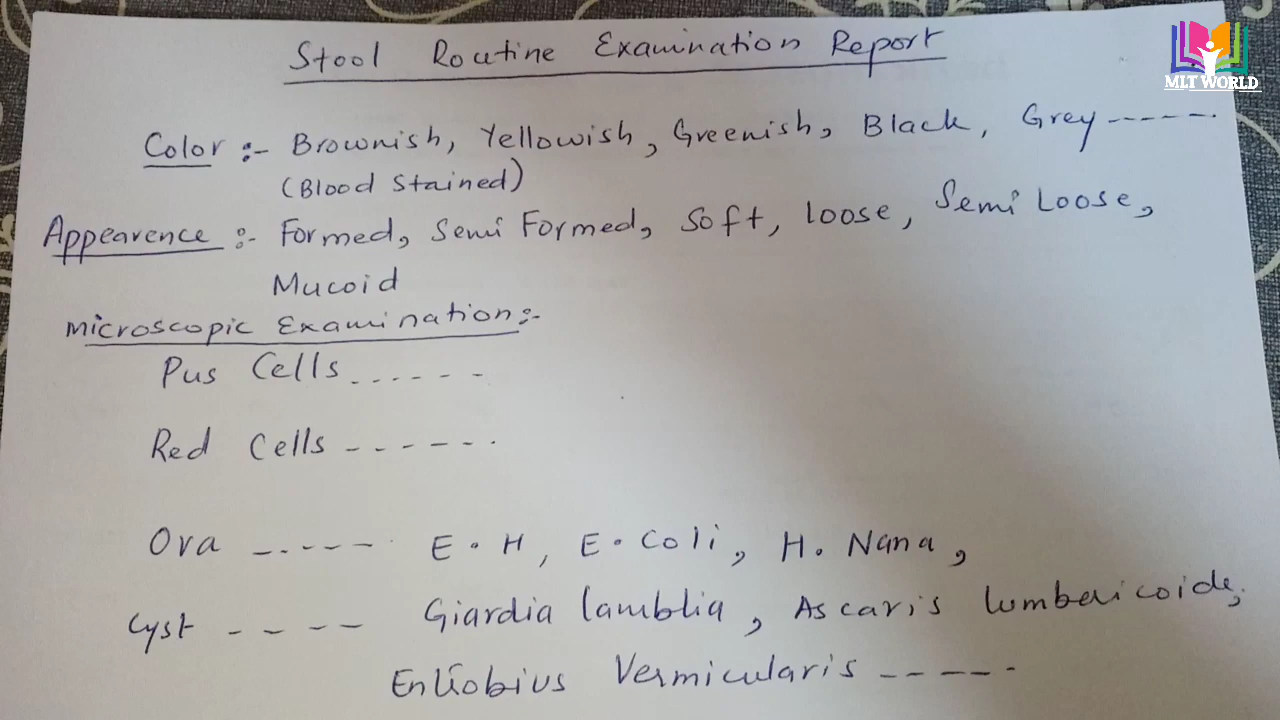 Stool Routine Examination Report
MLT WORLD
Color :- Brownish, Yellowish, Greenish, Black, Grey -----.
(Blood Stained)
Appearence :- Formed, Semi Formed, Soft, loose, Semi Loose,
Mucoid
Microscopic Examination :-
Pus Cells ......
Red Cells -----.
Ova ----- E.H, E.Coli, H. Nana,
Cyst ---- Giardia lamblia, Ascaris lumbericoide,
Entiobius Vermicularis -----